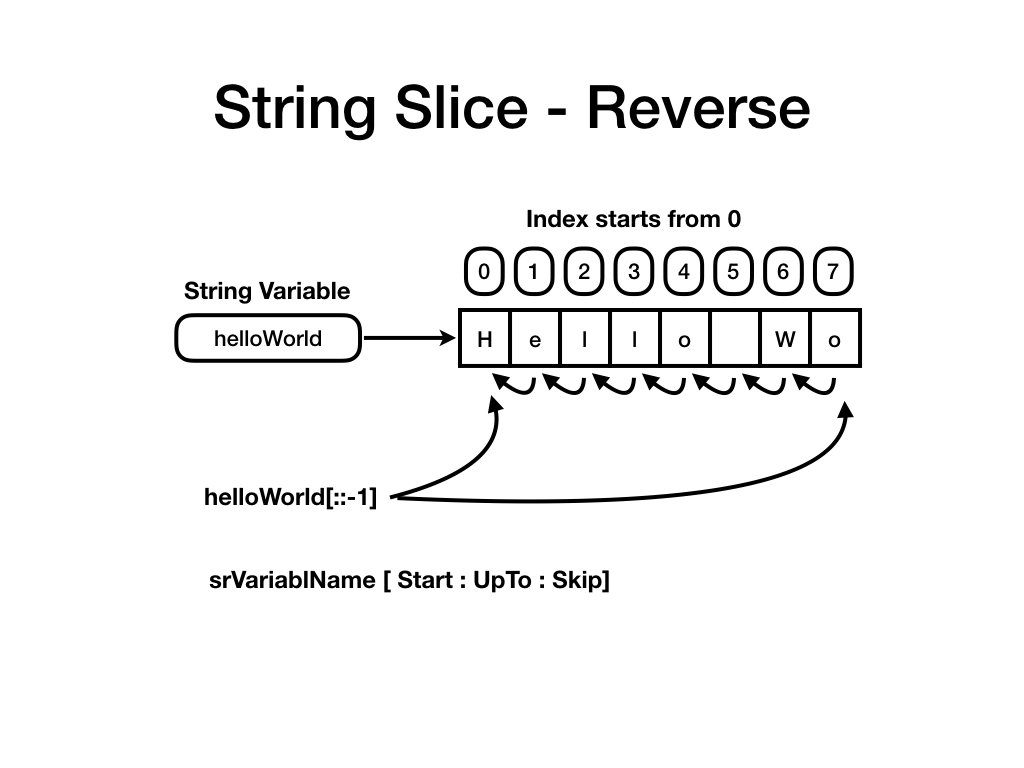 String Slice - Reverse
Index starts from 0
0 1 2 3 4 5 6 7
String Variable
helloWorld
H e l l o W o
helloWorld[::-1]
srVariablName [ Start : UpTo : Skip]